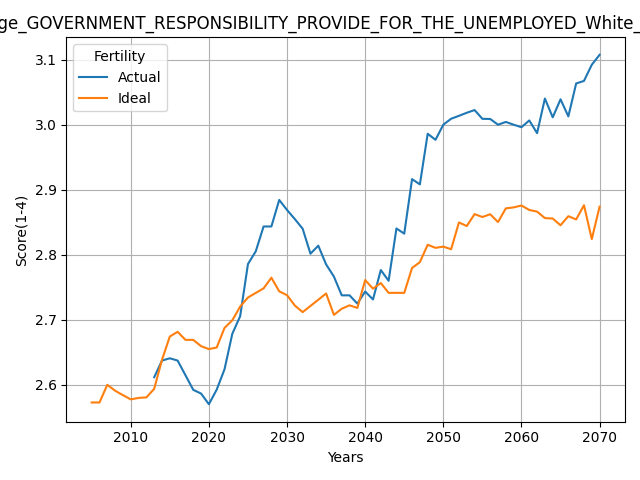 ge_GOVERNMENT_RESPONSIBILITY_PROVIDE_FOR_THE_UNEMPLOYED_White_
Fertility
Actual
Ideal
3.1
3.0
2.9
2.8
2.7
2.6
Score(1-4)
2010 2020 2030 2040 2050 2060 2070
Years